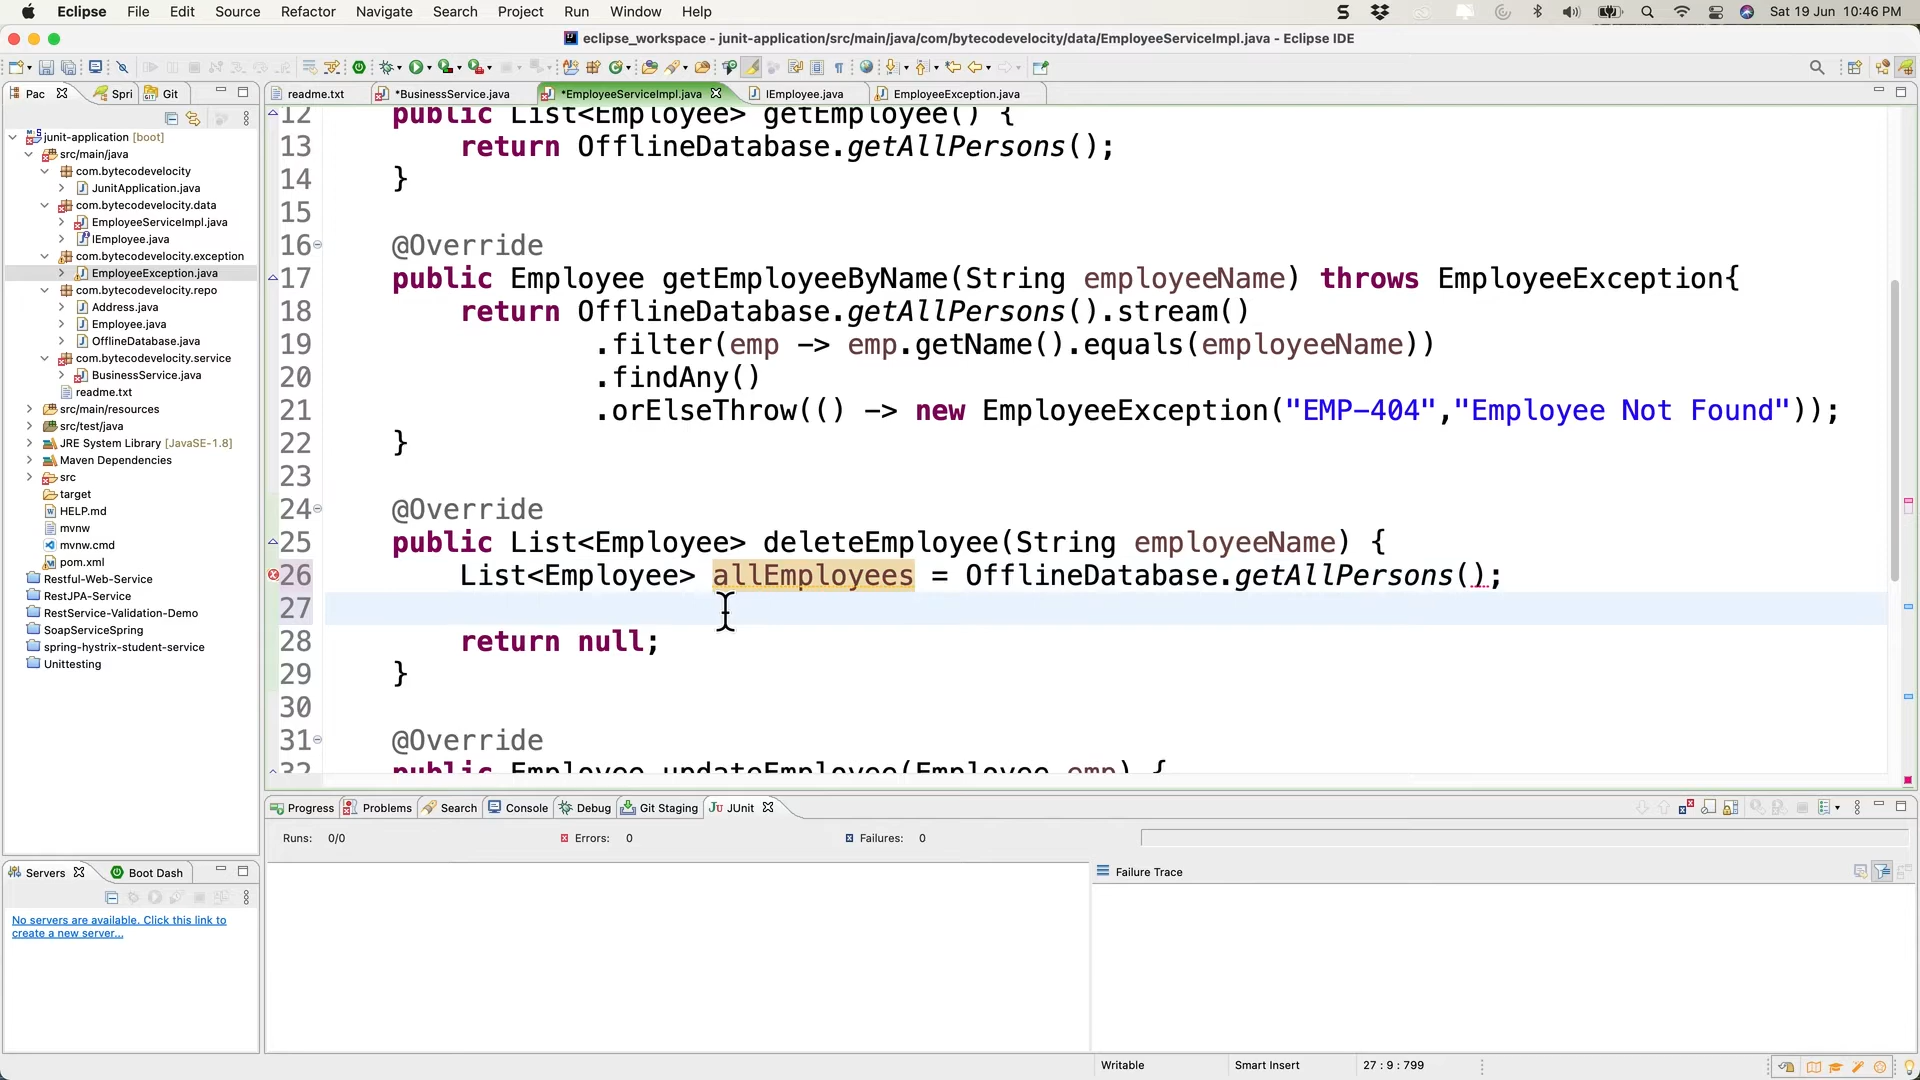 Eclipse File Edit Source Refactor Navigate Search Project Run Window Help Sat 19 Jun 10:46 PM
eclipse_workspace - junit-application/src/main/java/com/bytecodevelocity/data/EmployeeServiceImpl.java - Eclipse IDE
Pac Spri Git
readme.txt *BusinessService.java *EmployeeServiceImpl.java IEmployee.java EmployeeException.java
junit-application [boot]
src/main/java
com.bytecodevelocity
JunitApplication.java
com.bytecodevelocity.data
EmployeeServiceImpl.java
IEmployee.java
com.bytecodevelocity.exception
EmployeeException.java
com.bytecodevelocity.repo
Address.java
Employee.java
OfflineDatabase.java
com.bytecodevelocity.service
BusinessService.java
readme.txt
src/main/resources
src/test/java
JRE System Library [JavaSE-1.8]
Maven Dependencies
src
target
HELP.md
mvnw
mvnw.cmd
pom.xml
Restful-Web-Service
RestJPA-Service
RestService-Validation-Demo
SoapServiceSpring
spring-hystrix-student-service
Unittesting
12 public List<Employee> getEmployee() {
13 return OfflineDatabase.getAllPersons();
14 }
15
16 @Override
17 public Employee getEmployeeByName(String employeeName) throws EmployeeException{
18 return OfflineDatabase.getAllPersons().stream()
19 .filter(emp -> emp.getName().equals(employeeName))
20 .findAny()
21 .orElseThrow(() -> new EmployeeException("EMP-404","Employee Not Found"));
22 }
23
24 @Override
25 public List<Employee> deleteEmployee(String employeeName) {
26 List<Employee> allEmployees = OfflineDatabase.getAllPersons();
27
28 return null;
29 }
30
31 @Override
32 public Employee updateEmployee(Employee emp) {
Progress Problems Search Console Debug Git Staging JUnit
Runs: 0/0 Errors: 0 Failures: 0
Failure Trace
Servers Boot Dash
No servers are available. Click this link to
create a new server...
Writable Smart Insert 27 : 9 : 799